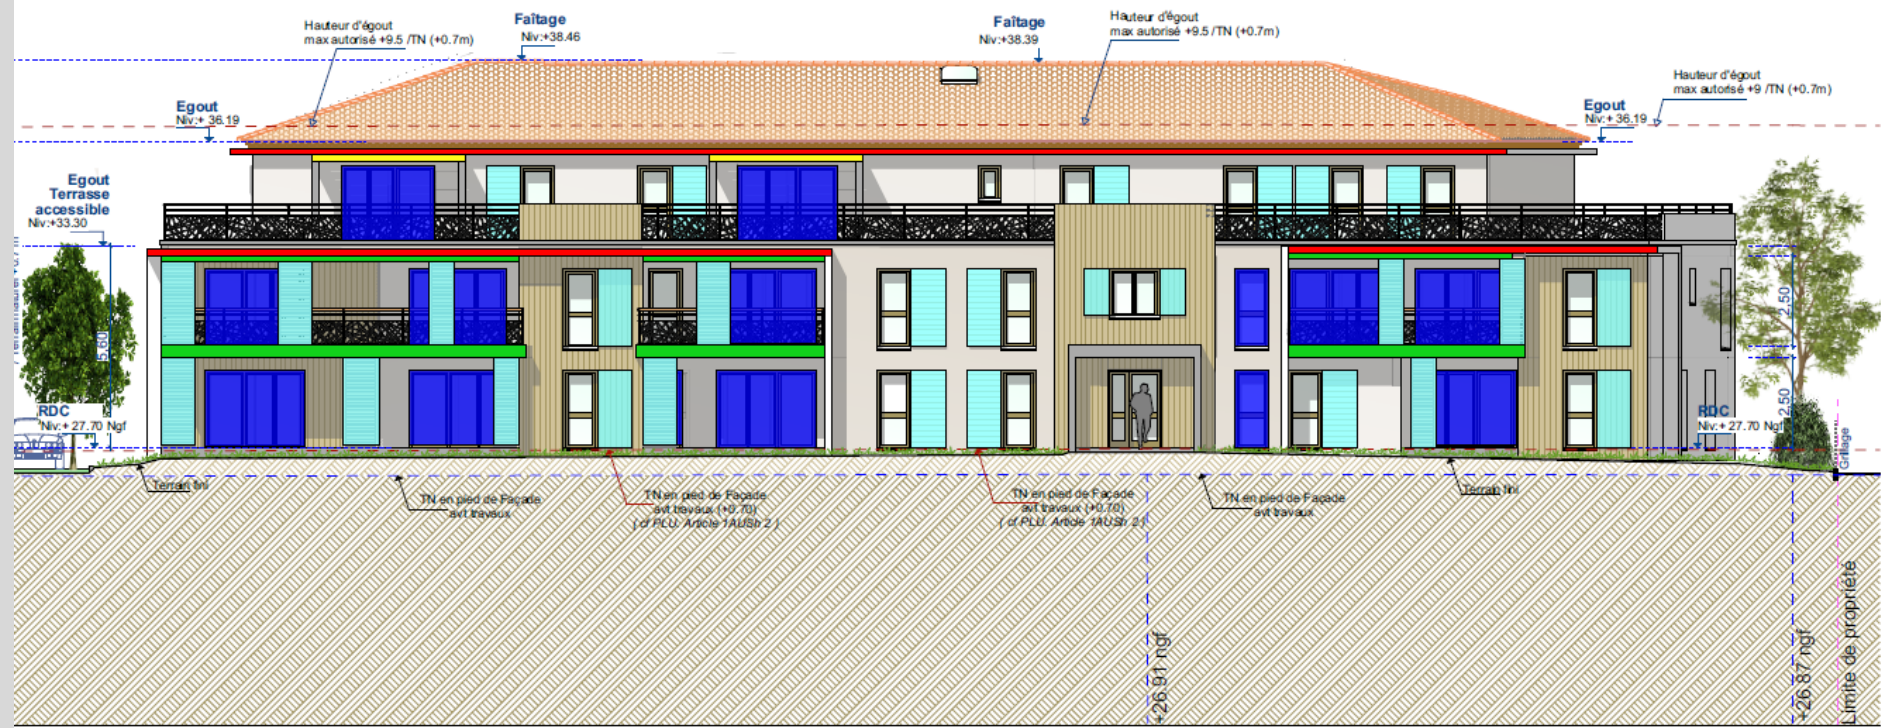 Hauteur d'égout
max autorisé +9.5 /TN (+0.7m)
Faîtage
Niv:+38.46
Faîtage
Niv:+38.39
Hauteur d'égout
max autorisé +9.5 /TN (+0.7m)
Hauteur d'égout
max autorisé +9 /TN (+0.7m)
Egout
Niv:+ 36.19
Egout
Niv:+ 36.19
Egout
Terrasse
accessible
Niv:+33.30
5,60
2,50
2,50
RDC
Niv:+ 27.70 Ngf
RDC
Niv:+ 27.70 Ngf
Grillage
Terrain fini
TN en pied de Façade
avt travaux
TN en pied de Façade
avt travaux (+0.70)
( cf PLU. Article 1AUSh 2 )
TN en pied de Façade
avt travaux (+0.70)
( cf PLU. Article 1AUSh 2 )
TN en pied de Façade
avt travaux
Terrain fini
+26.91 ngf
+26.87 ngf
Limite de propriété